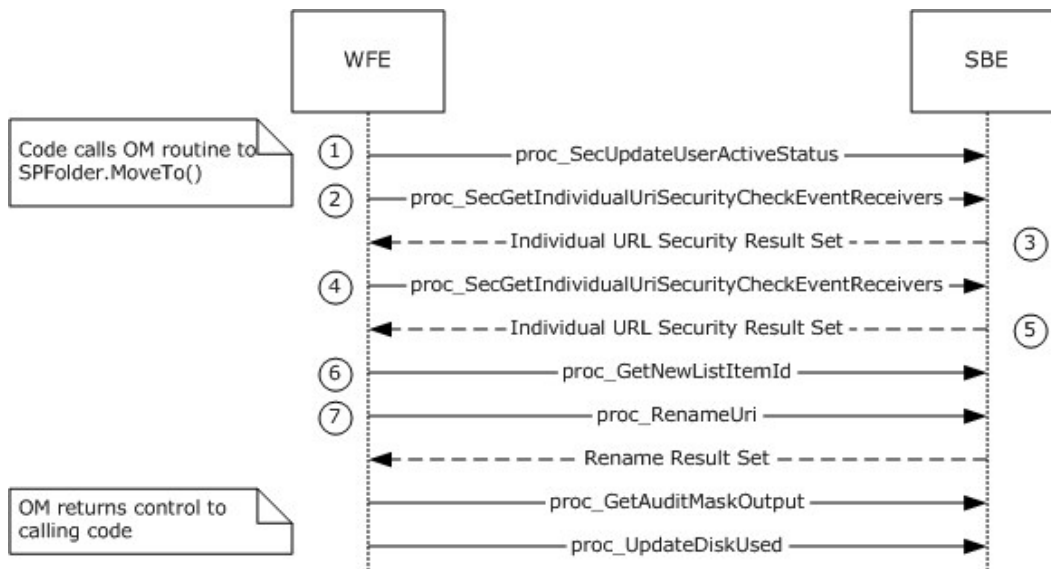 WFE
SBE
Code calls OM routine to
SPFolder.MoveTo()
1
proc_SecUpdateUserActiveStatus
2
proc_SecGetIndividualUriSecurityCheckEventReceivers
Individual URL Security Result Set
3
4
proc_SecGetIndividualUriSecurityCheckEventReceivers
Individual URL Security Result Set
5
6
proc_GetNewListItemId
7
proc_RenameUri
Rename Result Set
OM returns control to
calling code
proc_GetAuditMaskOutput
proc_UpdateDiskUsed